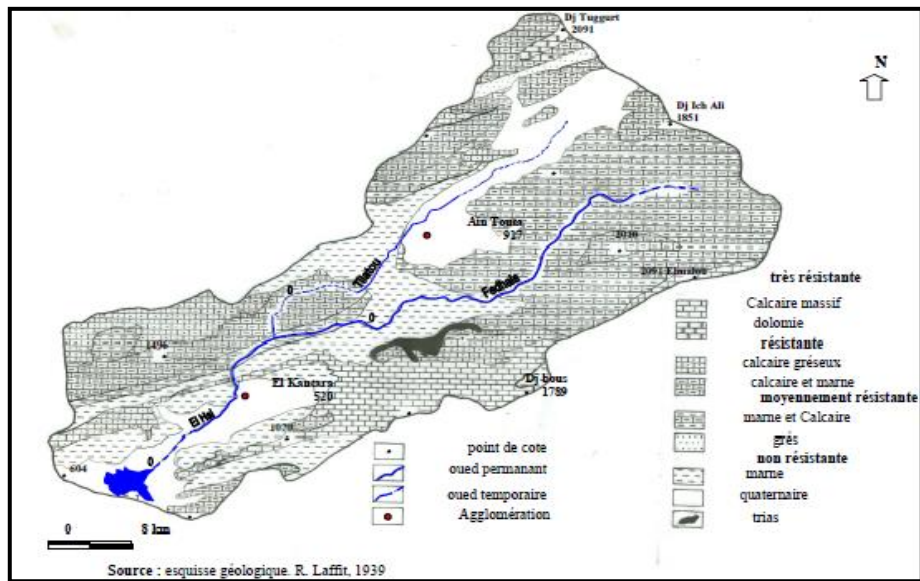 Dj Tuggurt
2091
N
Dj Ich Ali
1851
Ain Touta
917
2091
Tilatou
Fedhala
0
0
1496
El Kantara
520
Dj bous
1789
El Hai
1070
604
0
très résistante
Calcaire massif
dolomie
résistante
calcaire gréseux
calcaire et marne
moyennement résistante
marne et Calcaire
grès
non résistante
marne
quaternaire
trias
point de cote
oued permanant
oued temporaire
Agglomération
0 8 km
Source : esquisse géologique. R. Laffit, 1939